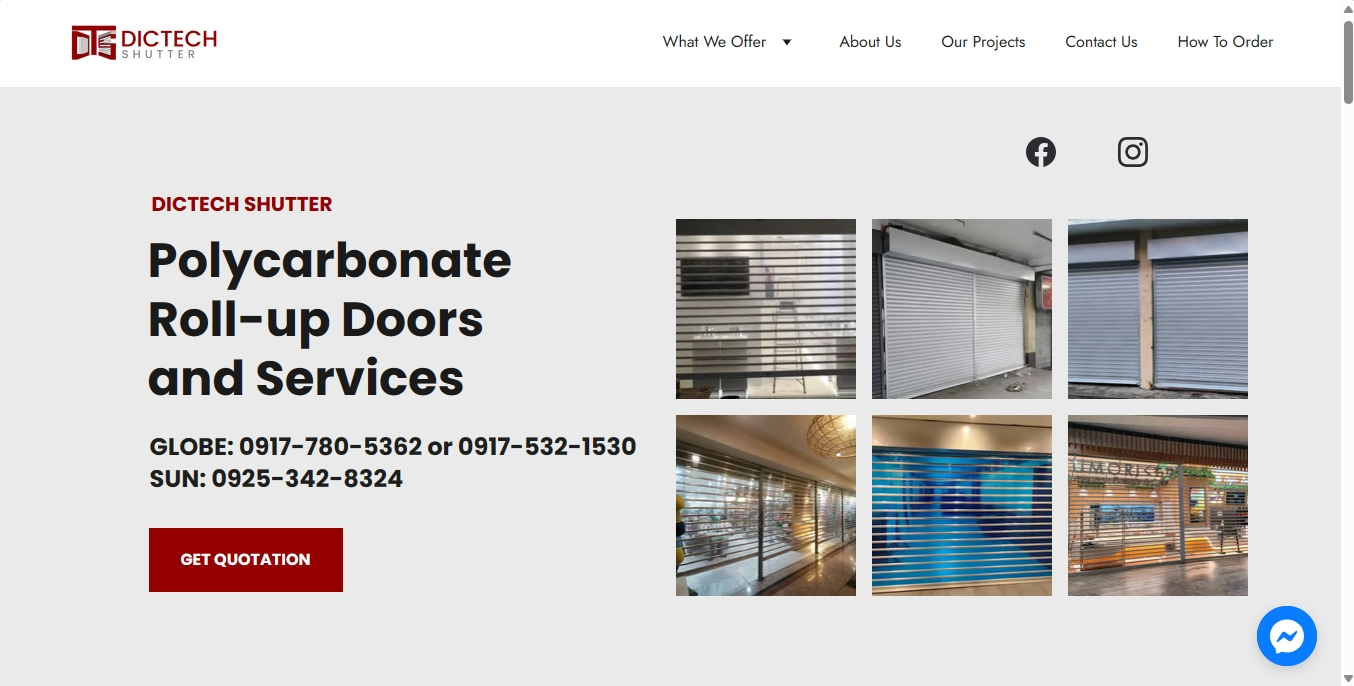 DICTECH
SHUTTER
What We Offer
About Us
Our Projects
Contact Us
How To Order
DICTECH SHUTTER
Polycarbonate
Roll-up Doors
and Services
GLOBE: 0917-780-5362 or 0917-532-1530
SUN: 0925-342-8324
GET QUOTATION